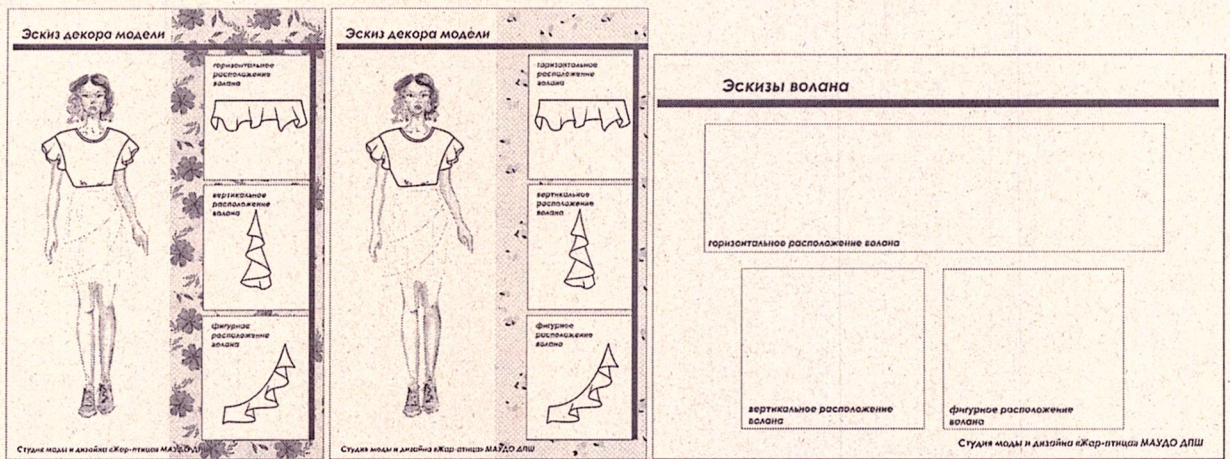 Эскиз декора модели
горизонтальное
расположение
волана
вертикальное
расположение
волана
фигурное
расположение
волана
Студия моды и дизайна «Жар-птица» МАУДО ДПШ
Эскиз декора модели
горизонтальное
расположение
волана
вертикальное
расположение
волана
фигурное
расположение
волана
Студия моды и дизайна «Жар-птица» МАУДО ДПШ
Эскизы волана
горизонтальное расположение волана
вертикальное расположение
волана
фигурное расположение
волана
Студия моды и дизайна «Жар-птица» МАУДО ДПШ